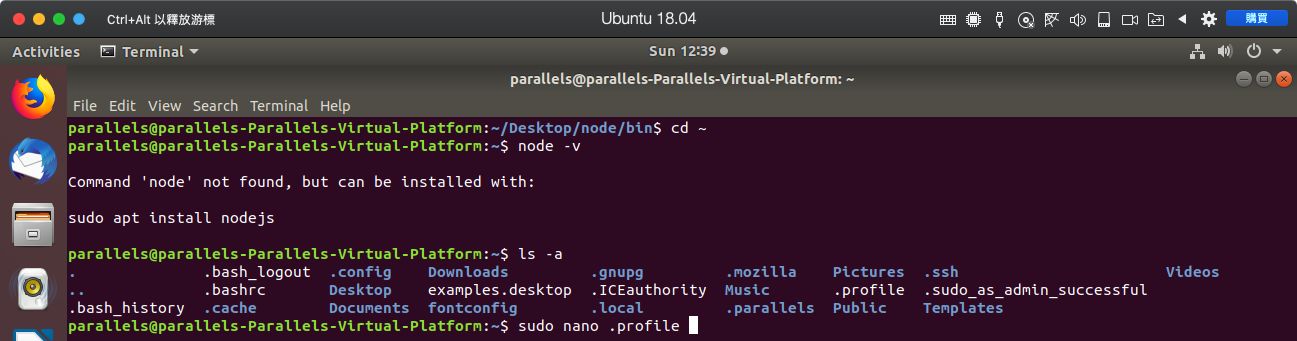 Ctrl+Alt 以釋放游標 Ubuntu 18.04 購買
Activities Terminal Sun 12:39
parallels@parallels-Parallels-Virtual-Platform: ~
File Edit View Search Terminal Help
parallels@parallels-Parallels-Virtual-Platform:~/Desktop/node/bin$ cd ~
parallels@parallels-Parallels-Virtual-Platform:~$ node -v
Command 'node' not found, but can be installed with:
sudo apt install nodejs
parallels@parallels-Parallels-Virtual-Platform:~$ ls -a
. .bash_logout .config Downloads .gnupg .mozilla Pictures .ssh Videos
.. .bashrc Desktop examples.desktop .ICEauthority Music .profile .sudo_as_admin_successful
.bash_history .cache Documents fontconfig .local .parallels Public Templates
parallels@parallels-Parallels-Virtual-Platform:~$ sudo nano .profile